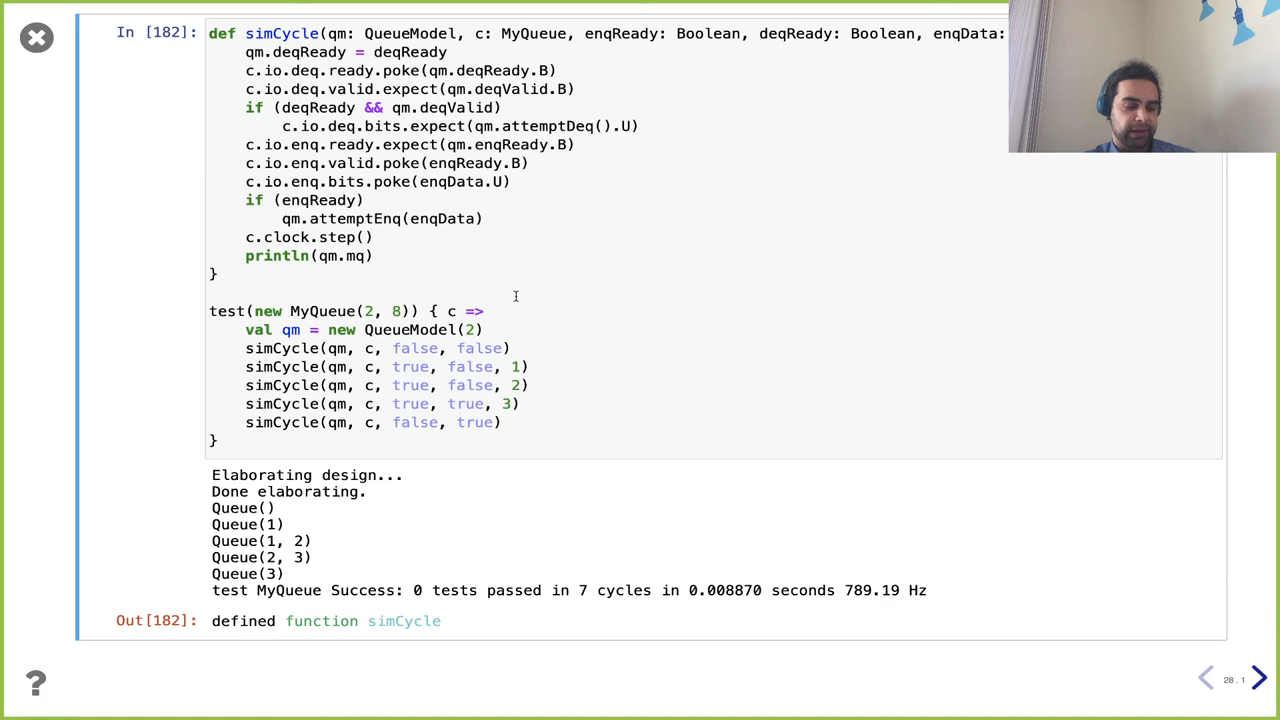 In [182]:
def simCycle(qm: QueueModel, c: MyQueue, enqReady: Boolean, deqReady: Boolean, enqData:
qm.deqReady = deqReady
c.io.deq.ready.poke(qm.deqReady.B)
c.io.deq.valid.expect(qm.deqValid.B)
if (deqReady && qm.deqValid)
c.io.deq.bits.expect(qm.attemptDeq().U)
c.io.enq.ready.expect(qm.enqReady.B)
c.io.enq.valid.poke(enqReady.B)
c.io.enq.bits.poke(enqData.U)
if (enqReady)
qm.attemptEnq(enqData)
c.clock.step()
println(qm.mq)
}
test(new MyQueue(2, 8)) { c =>
val qm = new QueueModel(2)
simCycle(qm, c, false, false)
simCycle(qm, c, true, false, 1)
simCycle(qm, c, true, false, 2)
simCycle(qm, c, true, true, 3)
simCycle(qm, c, false, true)
}
Elaborating design...
Done elaborating.
Queue()
Queue(1)
Queue(1, 2)
Queue(2, 3)
Queue(3)
test MyQueue Success: 0 tests passed in 7 cycles in 0.008870 seconds 789.19 Hz
Out[182]: defined function simCycle
?
28.1